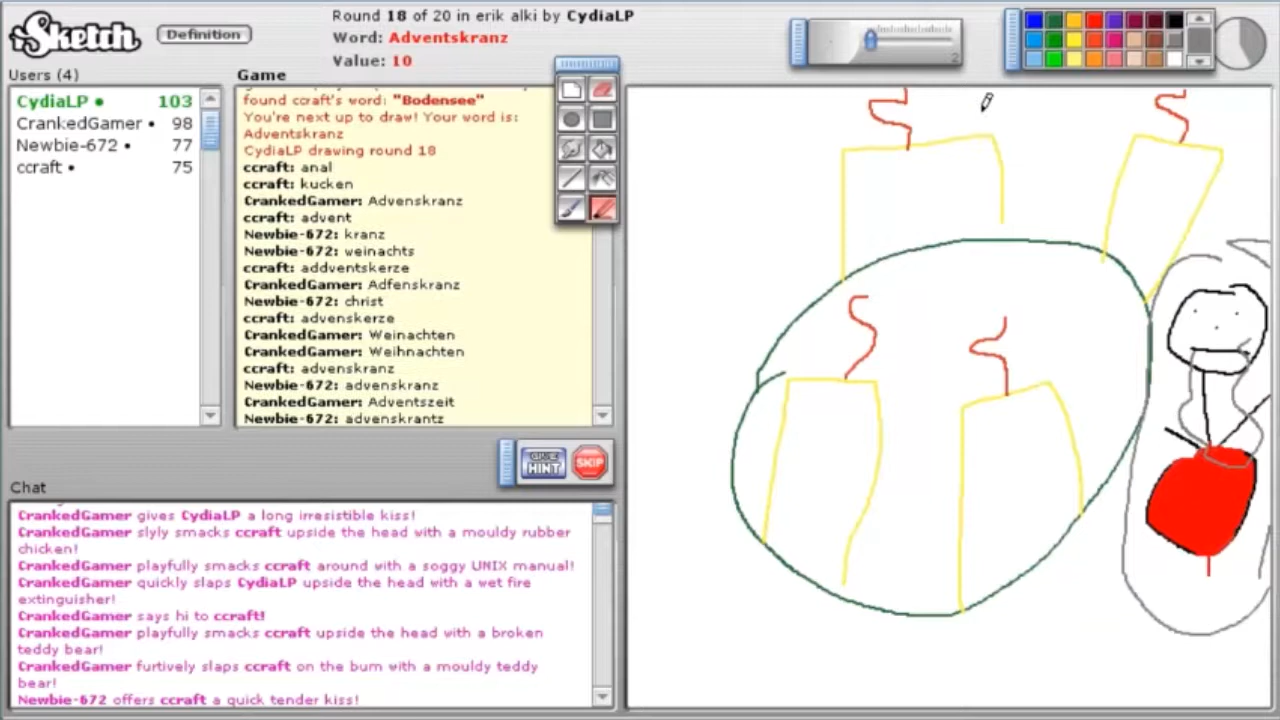 iSketch
Definition
Round 18 of 20 in erik alki by CydiaLP
Word: Adventskranz
Value: 10
2
Users (4)
CydiaLP • 103
CrankedGamer • 98
Newbie-672 • 77
ccraft • 75
Game
found ccraft's word: "Bodensee"
You're next up to draw! Your word is:
Adventskranz
CydiaLP drawing round 18
ccraft: anal
ccraft: kucken
CrankedGamer: Advenskranz
ccraft: advent
Newbie-672: kranz
Newbie-672: weinachts
ccraft: addventskerze
CrankedGamer: Adfenskranz
Newbie-672: christ
ccraft: advenskerze
CrankedGamer: Weinachten
CrankedGamer: Weihnachten
ccraft: advenskranz
Newbie-672: advenskranz
CrankedGamer: Adventszeit
Newbie-672: advenskrantz
GIVE
HINT
SKIP
Chat
CrankedGamer gives CydiaLP a long irresistible kiss!
CrankedGamer slyly smacks ccraft upside the head with a mouldy rubber
chicken!
CrankedGamer playfully smacks ccraft around with a soggy UNIX manual!
CrankedGamer quickly slaps CydiaLP upside the head with a wet fire
extinguisher!
CrankedGamer says hi to ccraft!
CrankedGamer playfully smacks ccraft upside the head with a broken
teddy bear!
CrankedGamer furtively slaps ccraft on the bum with a mouldy teddy
bear!
Newbie-672 offers ccraft a quick tender kiss!